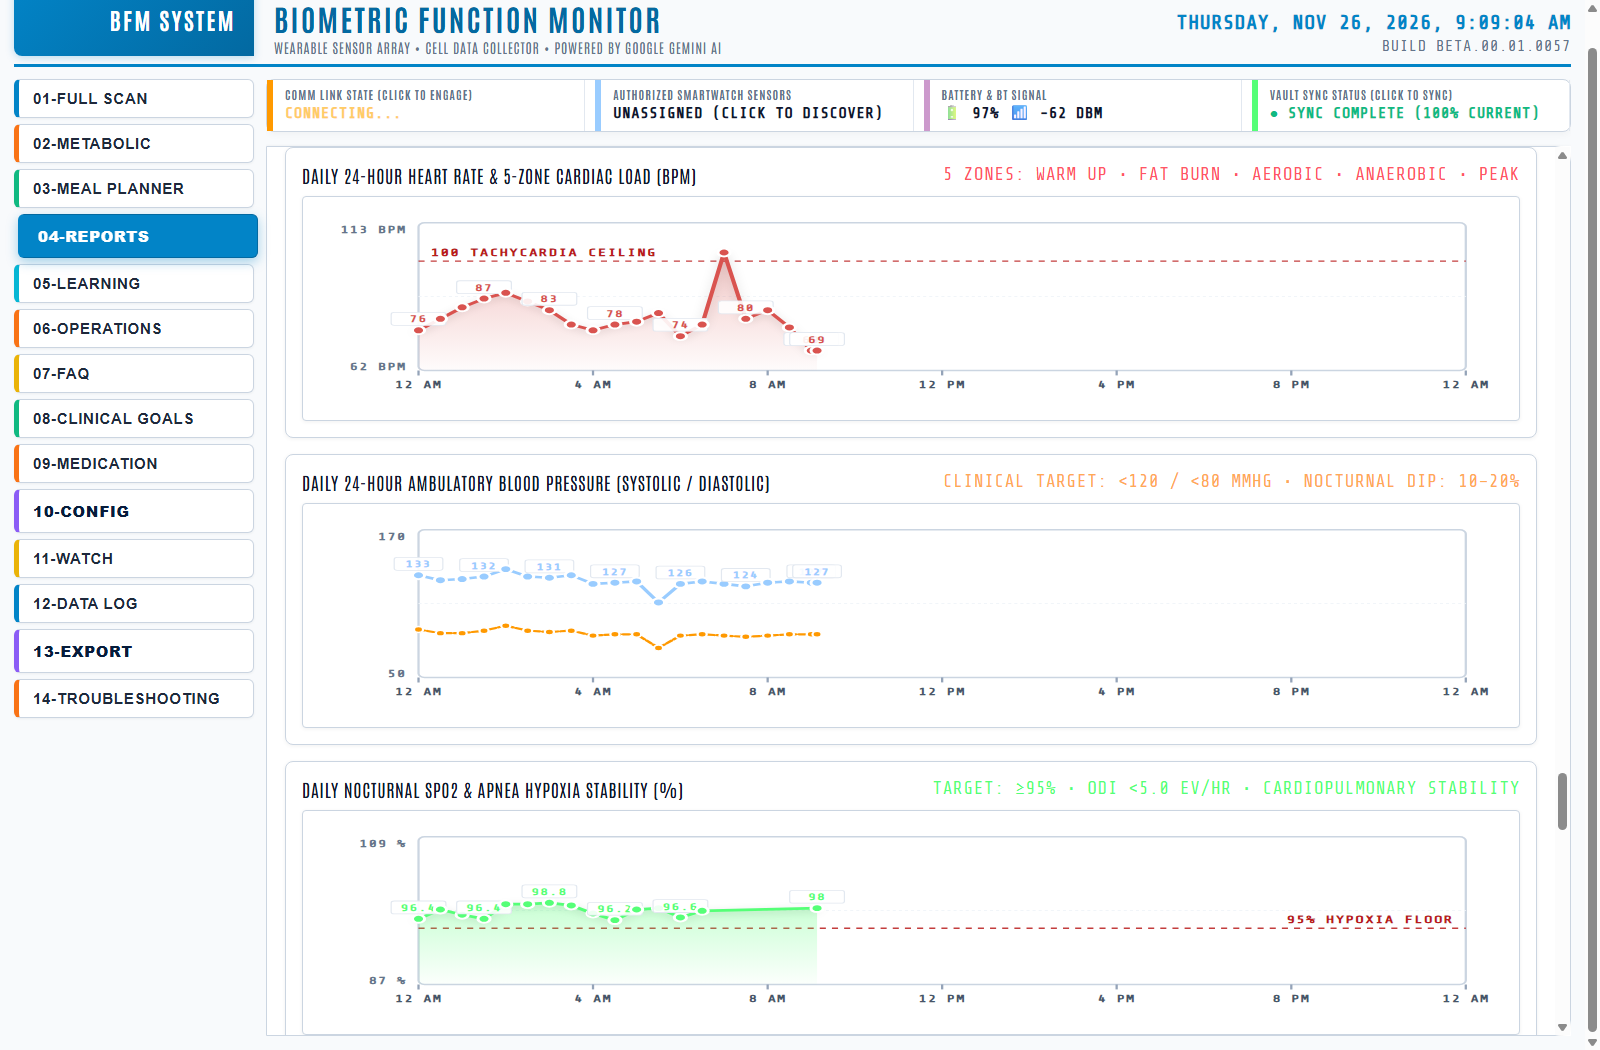 BFM SYSTEM
BIOMETRIC FUNCTION MONITOR
WEARABLE SENSOR ARRAY • CELL DATA COLLECTOR • POWERED BY GOOGLE GEMINI AI
THURSDAY, NOV 26, 2026, 9:09:04 AM
BUILD BETA.00.01.0057
01-FULL SCAN
02-METABOLIC
03-MEAL PLANNER
04-REPORTS
05-LEARNING
06-OPERATIONS
07-FAQ
08-CLINICAL GOALS
09-MEDICATION
10-CONFIG
11-WATCH
12-DATA LOG
13-EXPORT
14-TROUBLESHOOTING
COMM LINK STATE (CLICK TO ENGAGE)
CONNECTING...
AUTHORIZED SMARTWATCH SENSORS
UNASSIGNED (CLICK TO DISCOVER)
BATTERY & BT SIGNAL
97% -62 DBM
VAULT SYNC STATUS (CLICK TO SYNC)
● SYNC COMPLETE (100% CURRENT)
DAILY 24-HOUR HEART RATE & 5-ZONE CARDIAC LOAD (BPM)
5 ZONES: WARM UP · FAT BURN · AEROBIC · ANAEROBIC · PEAK
113 BPM
100 TACHYCARDIA CEILING
76 87 83 78 74 80 69
62 BPM
12 AM 4 AM 8 AM 12 PM 4 PM 8 PM 12 AM
DAILY 24-HOUR AMBULATORY BLOOD PRESSURE (SYSTOLIC / DIASTOLIC)
CLINICAL TARGET: <120 / <80 MMHG · NOCTURNAL DIP: 10-20%
170
133 132 131 127 126 124 127
50
12 AM 4 AM 8 AM 12 PM 4 PM 8 PM 12 AM
DAILY NOCTURNAL SPO2 & APNEA HYPOXIA STABILITY (%)
TARGET: ≥95% · ODI <5.0 EV/HR · CARDIOPULMONARY STABILITY
109 %
96.4 96.4 98.8 96.2 96.6 98
95% HYPOXIA FLOOR
87 %
12 AM 4 AM 8 AM 12 PM 4 PM 8 PM 12 AM